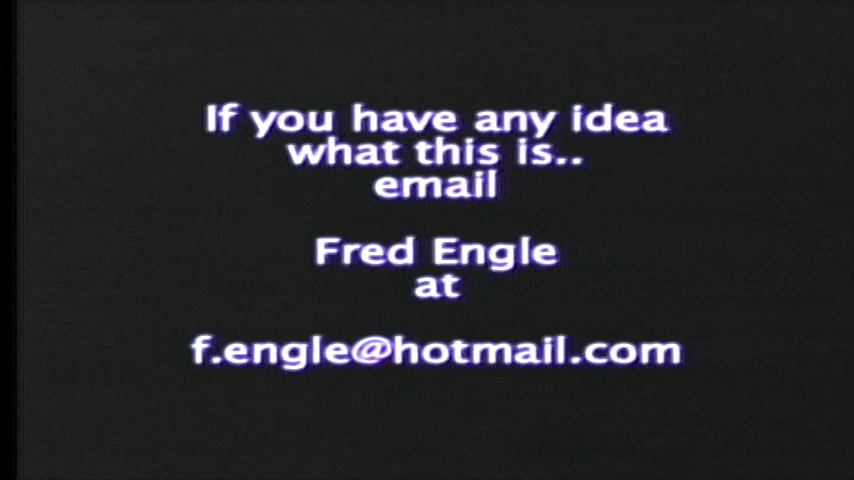 If you have any idea
what this is..
email
Fred Engle
at
f.engle@hotmail.com